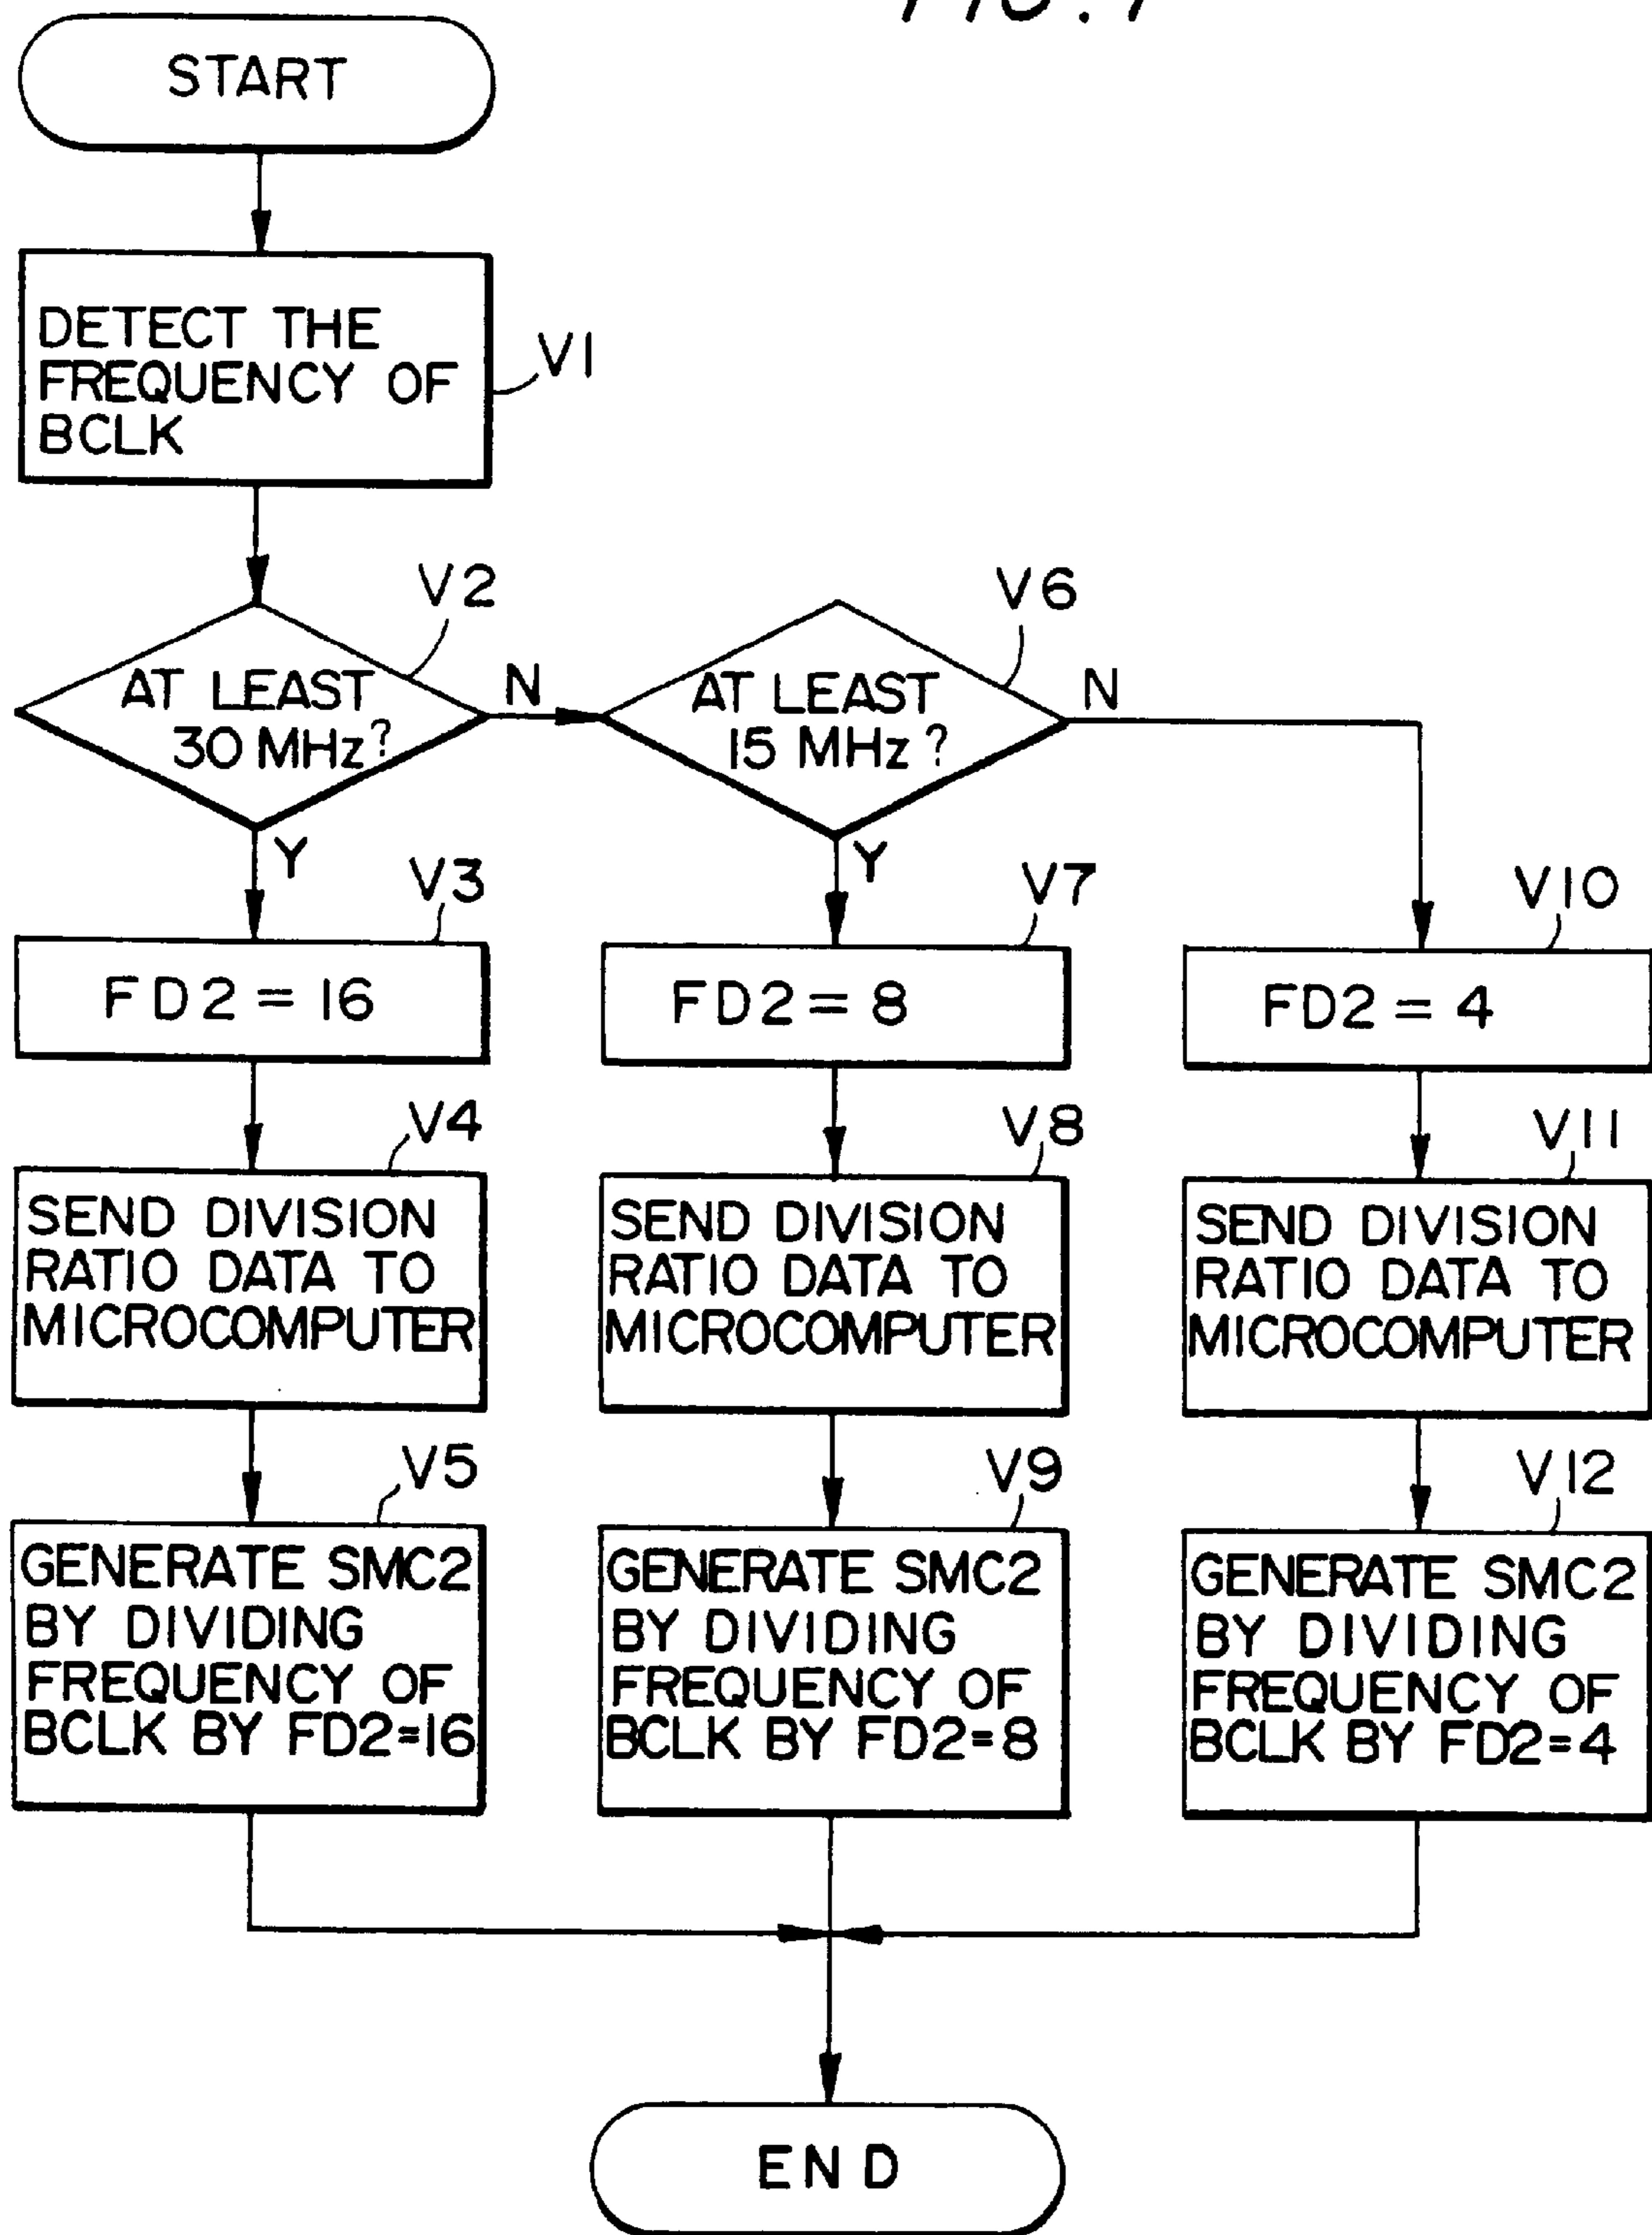 START
DETECT THE
FREQUENCY OF
BCLK
V1
V2
AT LEAST
30 MHz?
N
Y
V6
AT LEAST
15 MHz?
N
Y
V3
FD2 = 16
V7
FD2 = 8
V10
FD2 = 4
V4
SEND DIVISION
RATIO DATA TO
MICROCOMPUTER
V8
SEND DIVISION
RATIO DATA TO
MICROCOMPUTER
V11
SEND DIVISION
RATIO DATA TO
MICROCOMPUTER
V5
GENERATE SMC2
BY DIVIDING
FREQUENCY OF
BCLK BY FD2=16
V9
GENERATE SMC2
BY DIVIDING
FREQUENCY OF
BCLK BY FD2=8
V12
GENERATE SMC2
BY DIVIDING
FREQUENCY OF
BCLK BY FD2=4
END